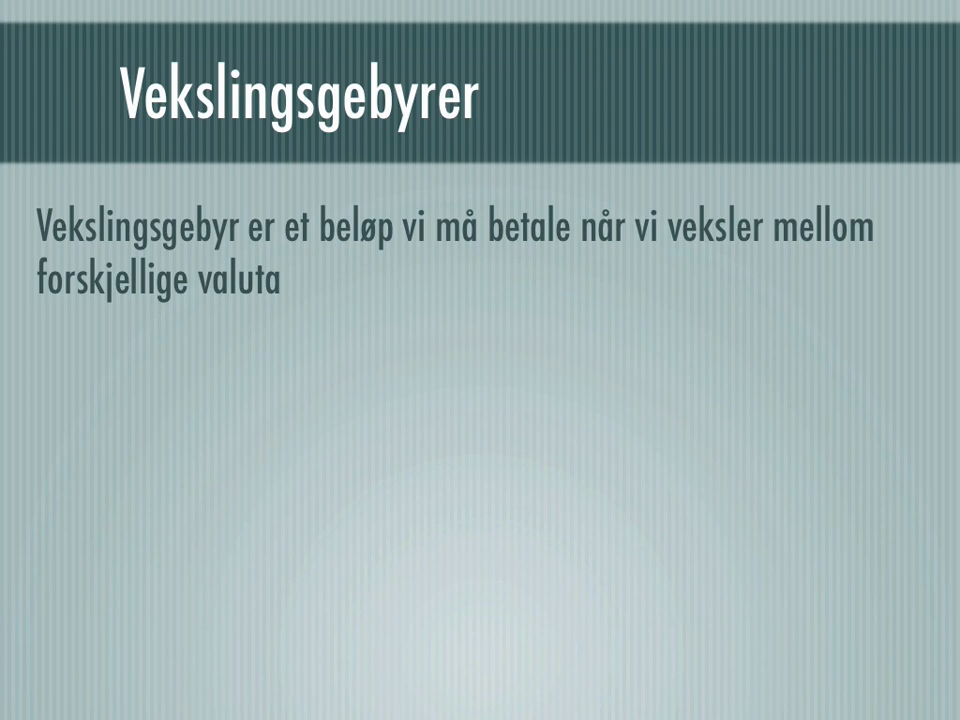 Vekslingsgebyrer
Vekslingsgebyr er et beløp vi må betale når vi veksler mellom
forskjellige valuta